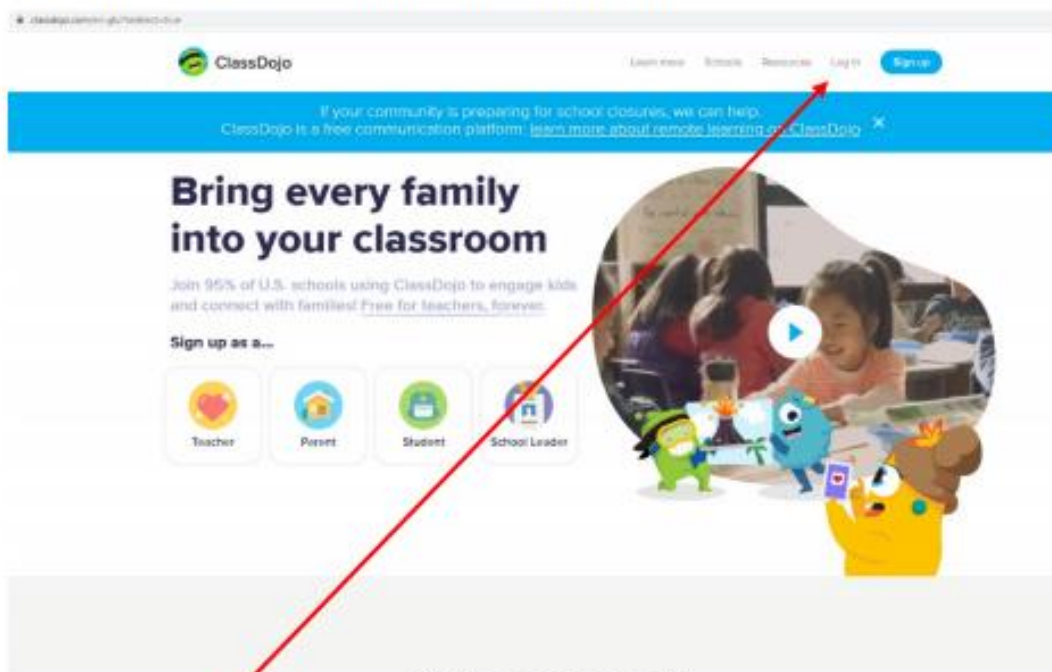 ClassDojo
Learn more Schools Resources Log in Sign up
If your community is preparing for school closures, we can help.
ClassDojo is a free communication platform: learn more about remote learning on ClassDojo
Bring every family
into your classroom
Join 95% of U.S. schools using ClassDojo to engage kids
and connect with families! Free for teachers, forever.
Sign up as a...
Teacher Parent Student School Leader